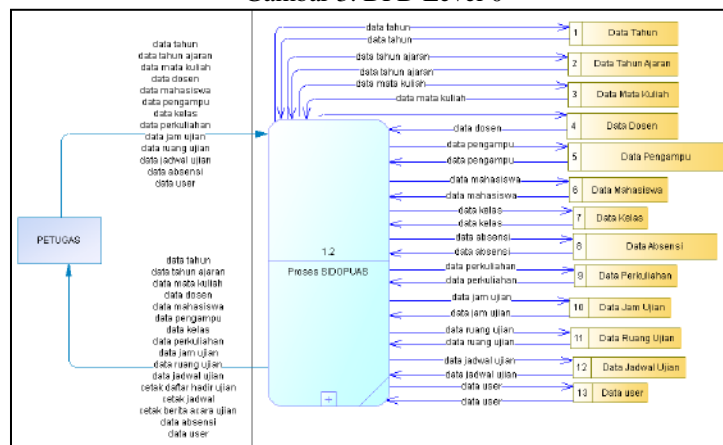 Gambar 3. DFD Level 0
data tahun
data tahun ajaran
data mata kuliah
data dosen
data mahasiswa
data pengampu
data kelas
data perkuliahan
data jam ujian
data ruang ujian
data jadwal ujian
data absensi
data user
PETUGAS
data tahun
data tahun ajaran
data mata kuliah
data dosen
data mahasiswa
data pengampu
data kelas
data perkuliahan
data jam ujian
data ruang ujian
data jadwal ujian
cetak daftar hadir ujian
cetak jadwal
cetak berita acara ujian
data absensi
data user
1.2
Proses SIDOPUAS
data tahun
data tahun
1 Data Tahun
data tahun ajaran
data tahun ajaran
2 Data Tahun Ajaran
data mata kuliah
data mata kuliah
3 Data Mata Kuliah
data dosen
4 Data Dosen
data pengampu
data pengampu
5 Data Pengampu
data mahasiswa
data mahasiswa
6 Data Mahasiswa
data kelas
data kelas
7 Data Kelas
data absensi
data absensi
8 Data Absensi
data perkuliahan
data perkuliahan
9 Data Perkuliahan
data jam ujian
data jam ujian
10 Data Jam Ujian
data ruang ujian
data ruang ujian
11 Data Ruang Ujian
data jadwal ujian
data jadwal ujian
12 Data Jadwal Ujian
data user
data user
13 Data user